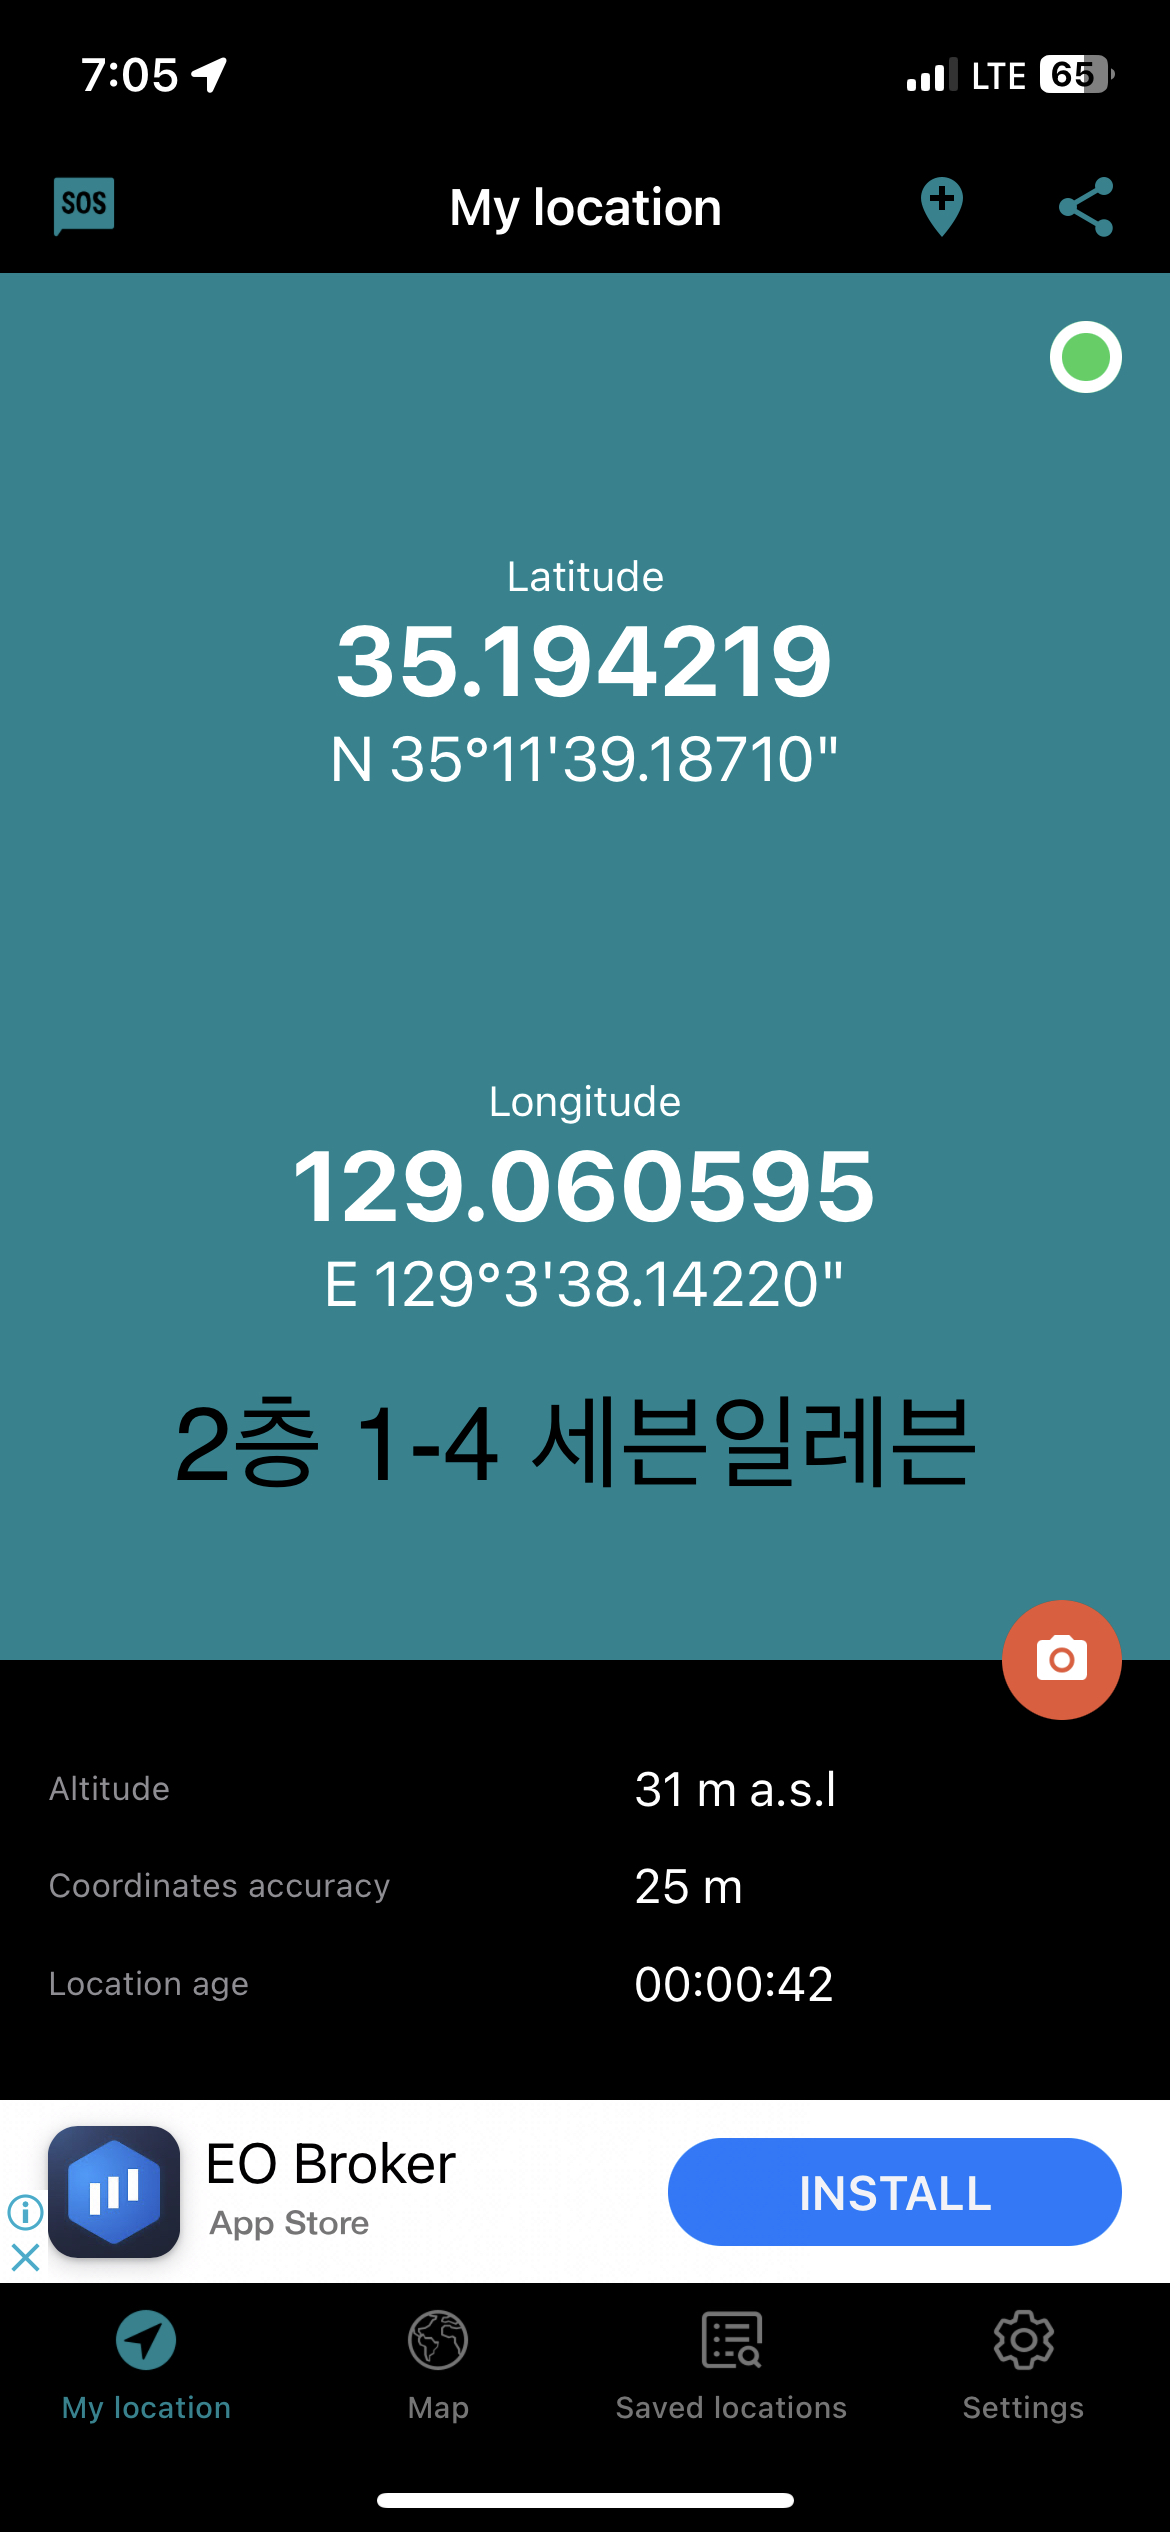 7:05 LTE 65
SOS My location
Latitude
35.194219
N 35°11'39.18710"
Longitude
129.060595
E 129°3'38.14220"
2층 1-4 세븐일레븐
Altitude 31 m a.s.l
Coordinates accuracy 25 m
Location age 00:00:42
EO Broker
App Store
INSTALL
My location Map Saved locations Settings